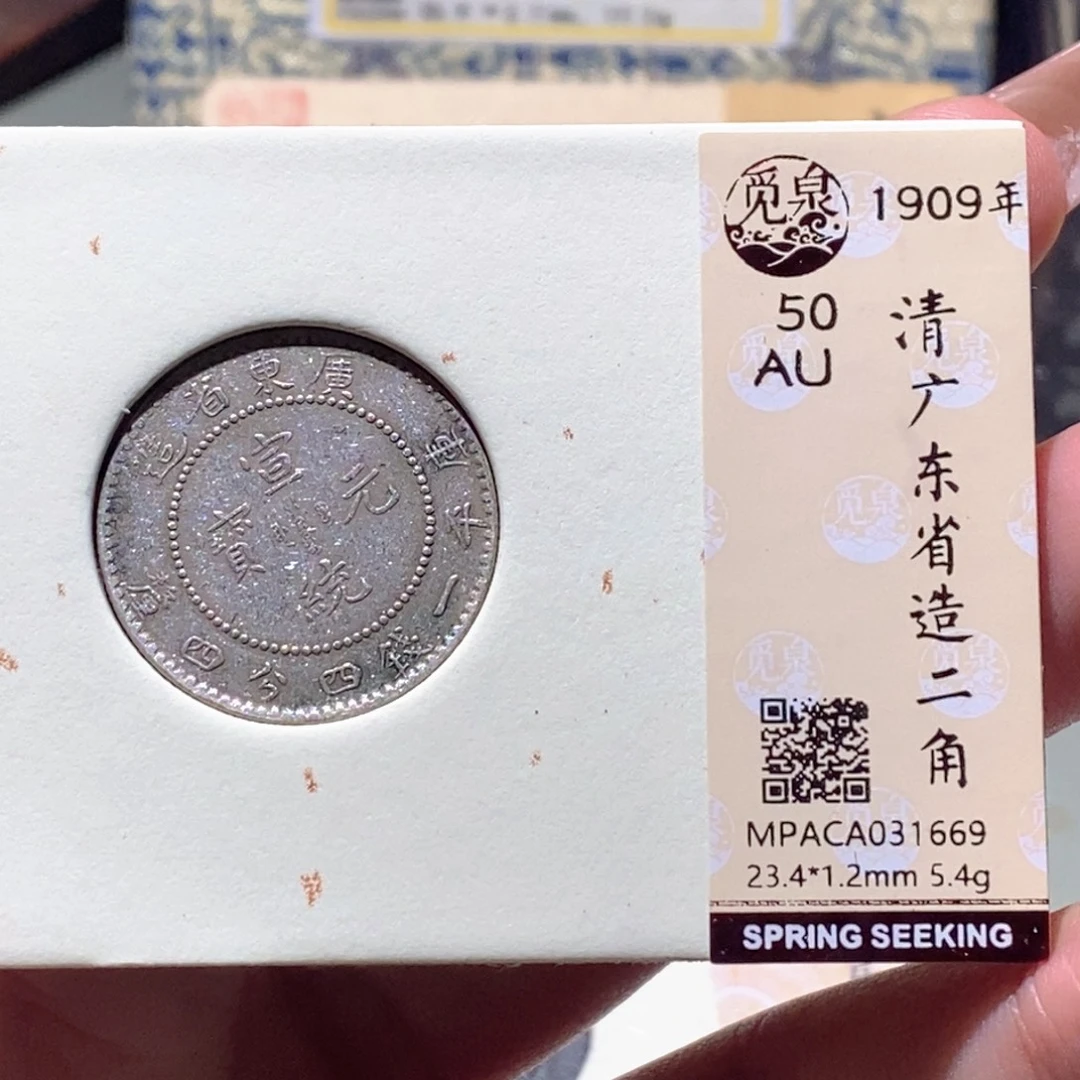 廣東省造
宣統元寶
庫平一錢四分四厘
觅泉
1909年
50
AU
清广东省造二角
MPACA031669
23.4*1.2mm 5.4g
SPRING SEEKING